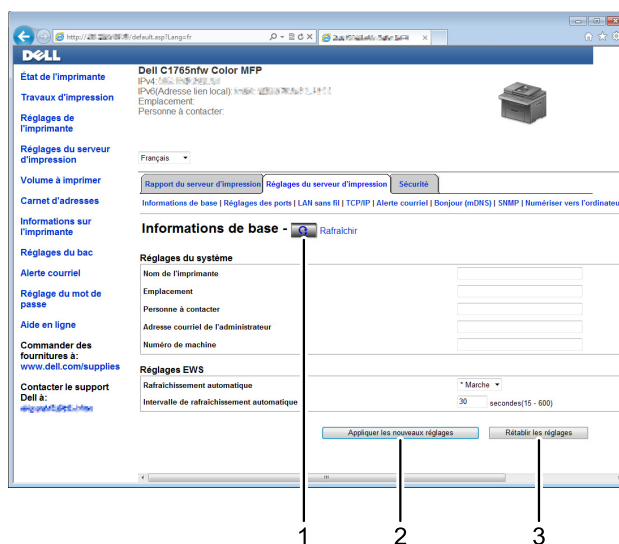 http:// /default.asp?Lang=fr
DELL
Dell C1765nfw Color MFP
IPv4:
IPv6(Adresse lien local):
Emplacement:
Personne à contacter:
État de l'imprimante
Travaux d'impression
Réglages de
l'imprimante
Réglages du serveur
d'impression
Volume à imprimer
Carnet d'adresses
Informations sur
l'imprimante
Réglages du bac
Alerte courriel
Réglage du mot de
passe
Aide en ligne
Commander des
fournitures à:
www.dell.com/supplies
Contacter le support
Dell à:
Français
Rapport du serveur d'impression Réglages du serveur d'impression Sécurité
Informations de base | Réglages des ports | LAN sans fil | TCP/IP | Alerte courriel | Bonjour (mDNS) | SNMP | Numériser vers l'ordinateu
Informations de base - Rafraîchir
Réglages du système
Nom de l'imprimante
Emplacement
Personne à contacter
Adresse courriel de l'administrateur
Numéro de machine
Réglages EWS
Rafraîchissement automatique * Marche
Intervalle de rafraîchissement automatique 30 secondes(15 - 600)
Appliquer les nouveaux réglages Rétablir les réglages
1 2 3